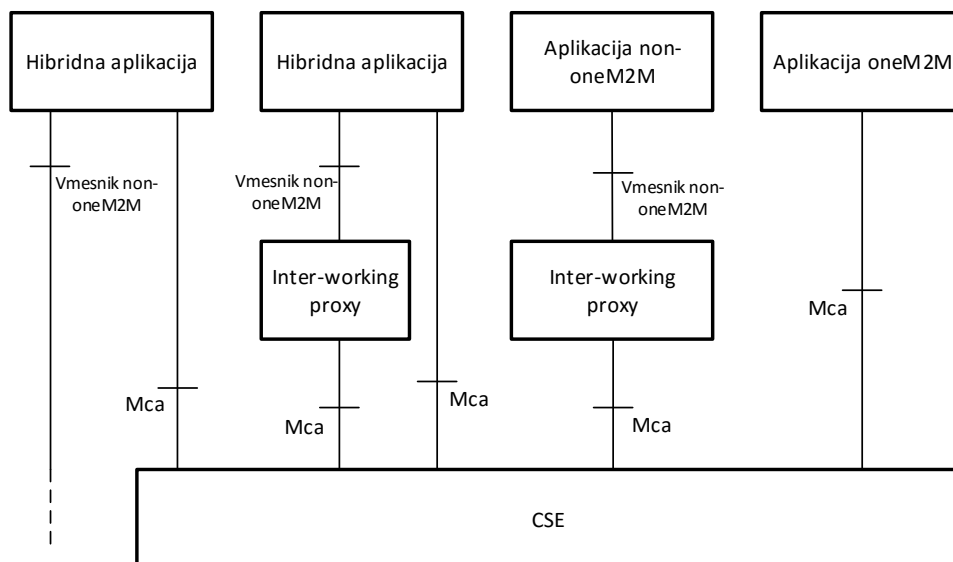 Hibridna aplikacija
Hibridna aplikacija
Aplikacija non-
oneM2M
Aplikacija oneM2M
Vmesnik non-
oneM2M
Vmesnik non-
oneM2M
Vmesnik non-
oneM2M
Inter-working
proxy
Inter-working
proxy
Mca
Mca
Mca
Mca
Mca
CSE